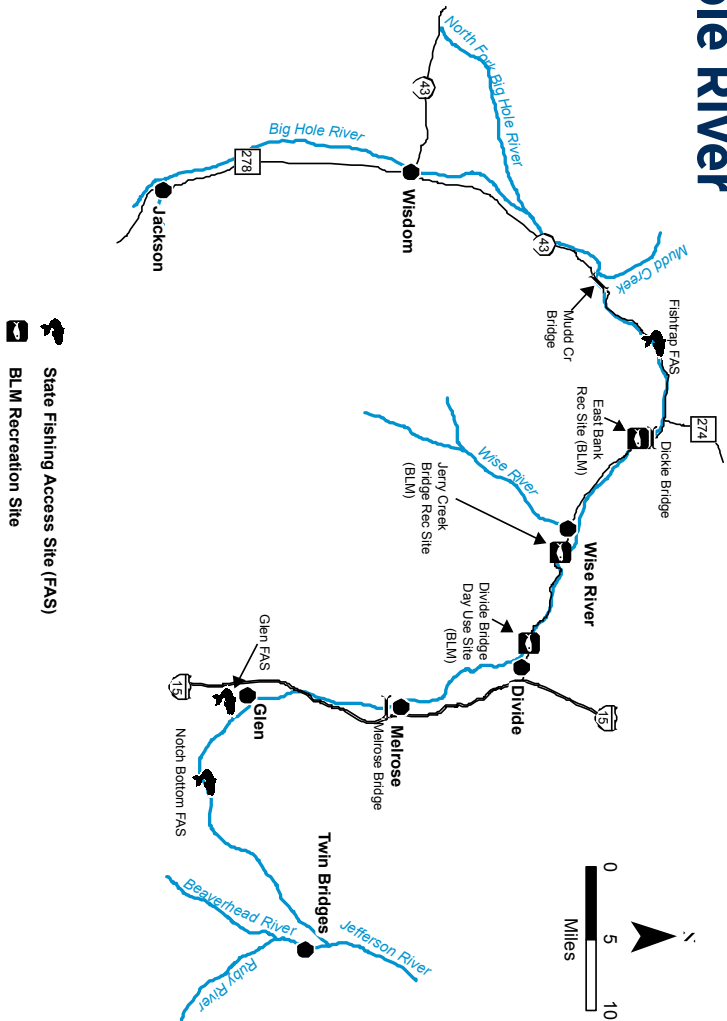 ole River
North Fork Big Hole River
43
Big Hole River
278
Wisdom
Jackson
43
Mudd Creek
Mudd Cr
Bridge
Fishtrap FAS
274
Dickie Bridge
East Bank
Rec Site (BLM)
Wise River
Wise River
Jerry Creek
Bridge Rec Site
(BLM)
Divide Bridge
Day Use Site
(BLM)
Divide
15
Melrose
Melrose Bridge
Glen FAS
15
Glen
Notch Bottom FAS
Twin Bridges
Beaverhead River
Jefferson River
Ruby River
State Fishing Access Site (FAS)
BLM Recreation Site
0
5
10
Miles